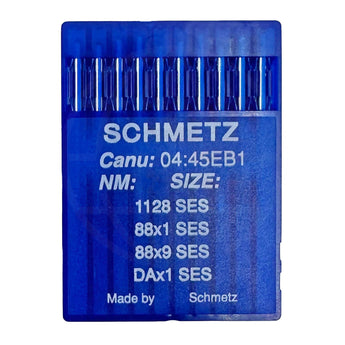 SCHMETZ
Canu: 04:45EB1
NM: SIZE:
1128 SES
88x1 SES
88x9 SES
DAx1 SES
Made by Schmetz